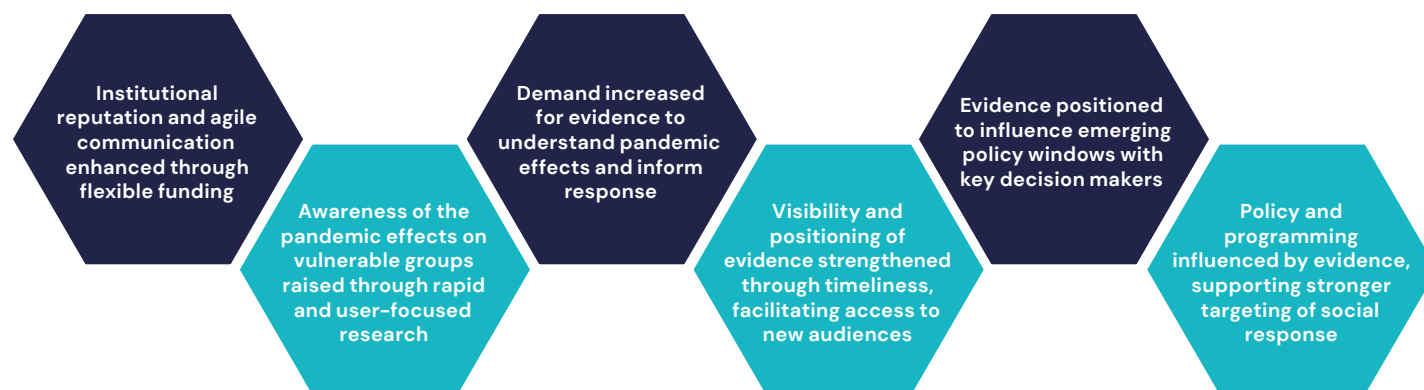 Institutional
reputation and agile
communication
enhanced through
flexible funding
Awareness of the
pandemic effects on
vulnerable groups
raised through rapid
and user-focused
research
Demand increased
for evidence to
understand pandemic
effects and inform
response
Visibility and
positioning of
evidence strengthened
through timeliness,
facilitating access to
new audiences
Evidence positioned
to influence emerging
policy windows with
key decision makers
Policy and
programming
influenced by evidence,
supporting stronger
targeting of social
response